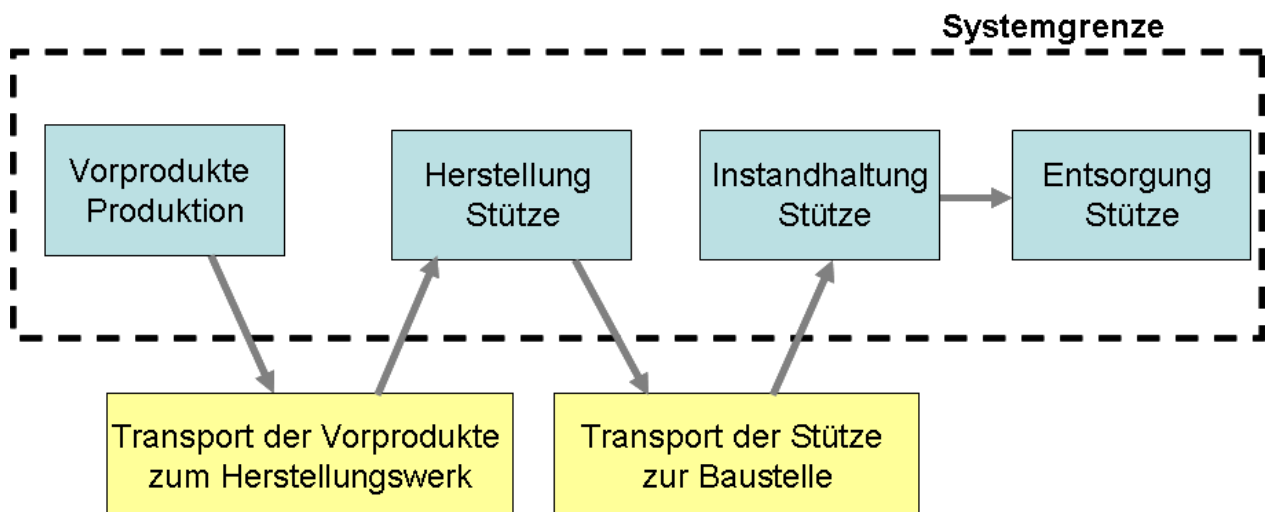 Systemgrenze
Vorprodukte
Produktion
Herstellung
Stütze
Instandhaltung
Stütze
Entsorgung
Stütze
Transport der Vorprodukte
zum Herstellungswerk
Transport der Stütze
zur Baustelle